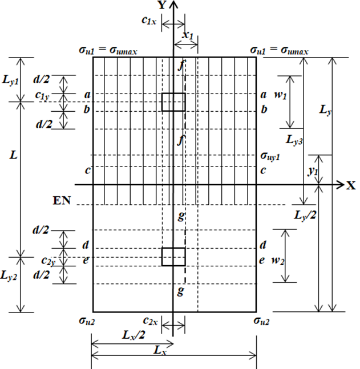 c1x
Y
x1
σu1 = σumax
σu1 = σumax
f
Ly1
d/2
c1y
d/2
a
b
a
b
w1
f
Ly3
Ly
L
σuy1
c
c
y1
X
EN
Ly/2
g
d/2
d
e
d
e
w2
c2y
Ly2
d/2
g
σu2
c2x
σu2
Lx/2
Lx